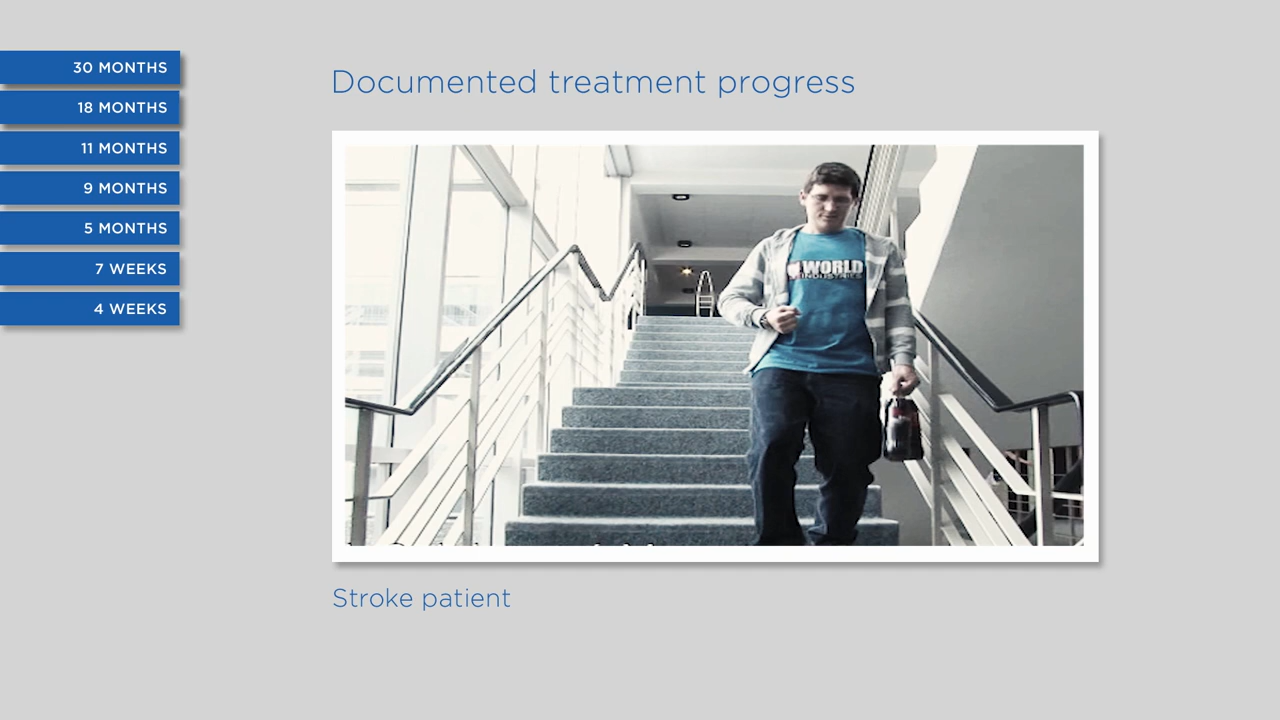 30 MONTHS
18 MONTHS
11 MONTHS
9 MONTHS
5 MONTHS
7 WEEKS
4 WEEKS
Documented treatment progress
WORLD
INDUSTRIES
Stroke patient